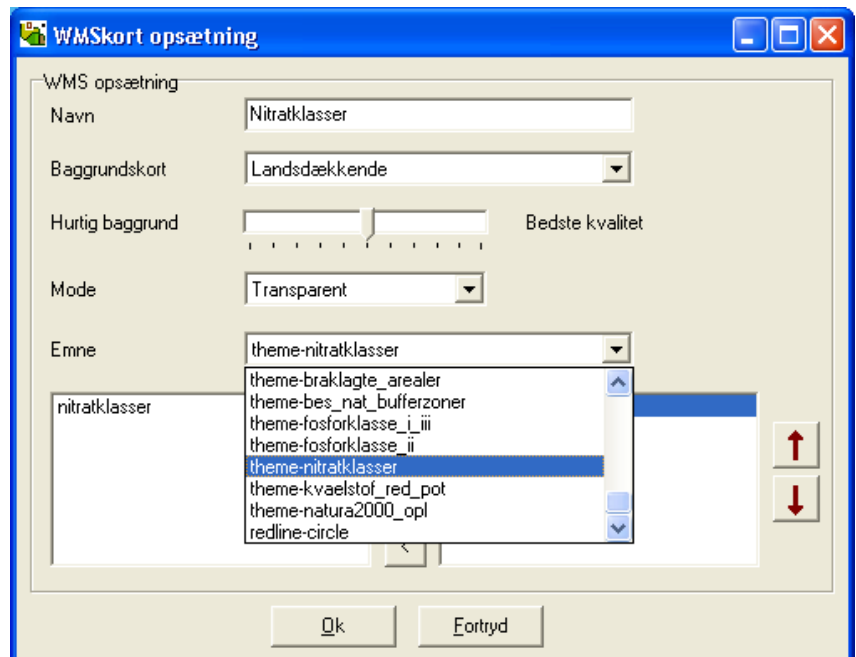 WMSkort opsætning
WMS opsætning
Navn Nitratklasser
Baggrundskort Landsdækkende
Hurtig baggrund Bedste kvalitet
Mode Transparent
Emne theme-nitratklasser
theme-braklagte_arealer
theme-bes_nat_bufferzoner
theme-fosforklasse_i_iii
theme-fosforklasse_ii
theme-nitratklasser
theme-kvaelstof_red_pot
theme-natura2000_opl
redline-circle
nitratklasser
<
Ok Fortryd